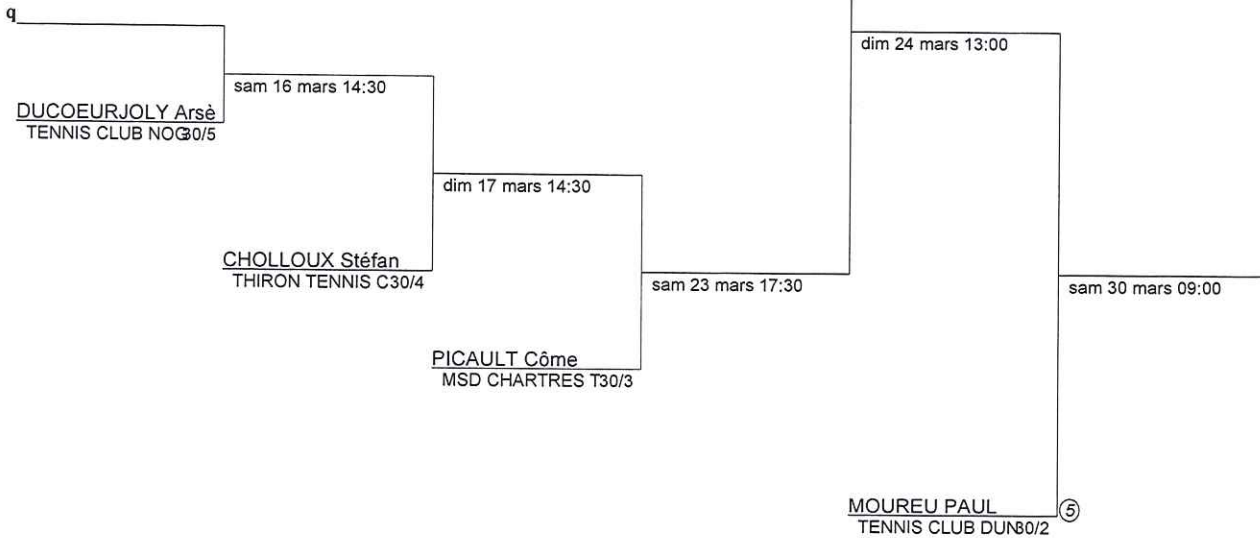 q
dim 24 mars 13:00
sam 16 mars 14:30
DUCOEURJOLY Arsè
TENNIS CLUB NOG30/5
dim 17 mars 14:30
CHOLLOUX Stéfan
THIRON TENNIS C30/4
sam 23 mars 17:30
sam 30 mars 09:00
PICAULT Côme
MSD CHARTRES T30/3
MOUREU PAUL 5
TENNIS CLUB DUN30/2